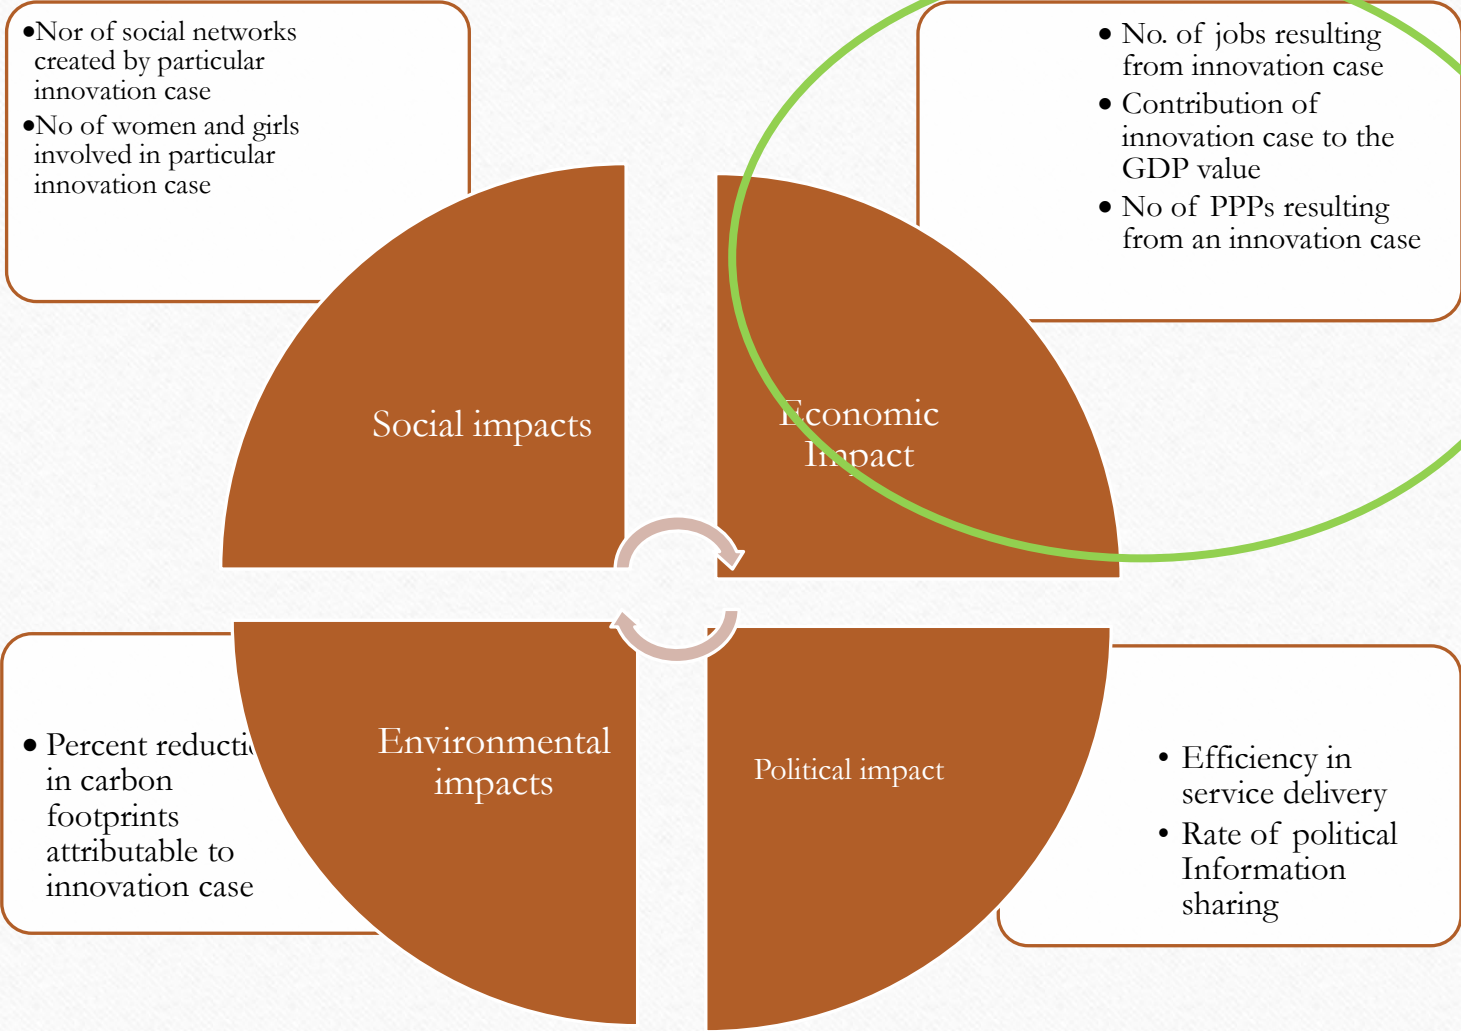 •Nor of social networks
created by particular
innovation case
•No of women and girls
involved in particular
innovation case
• No. of jobs resulting
from innovation case
• Contribution of
innovation case to the
GDP value
• No of PPPs resulting
from an innovation case
Social impacts
Economic
Impact
Environmental
impacts
Political impact
• Percent reducti
in carbon
footprints
attributable to
innovation case
• Efficiency in
service delivery
• Rate of political
Information
sharing